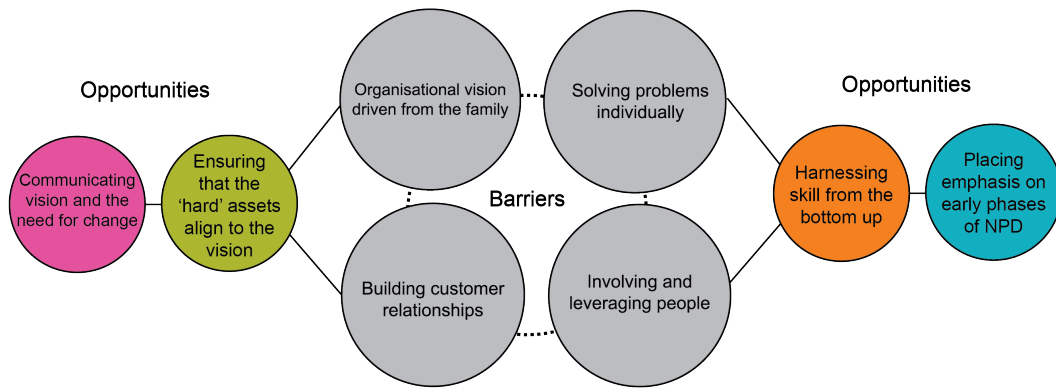 Opportunities
Communicating
vision and the
need for change
Ensuring
that the
‘hard’ assets
align to the
vision
Organisational vision
driven from the family
Solving problems
individually
Barriers
Building customer
relationships
Involving and
leveraging people
Opportunities
Harnessing
skill from the
bottom up
Placing
emphasis on
early phases
of NPD